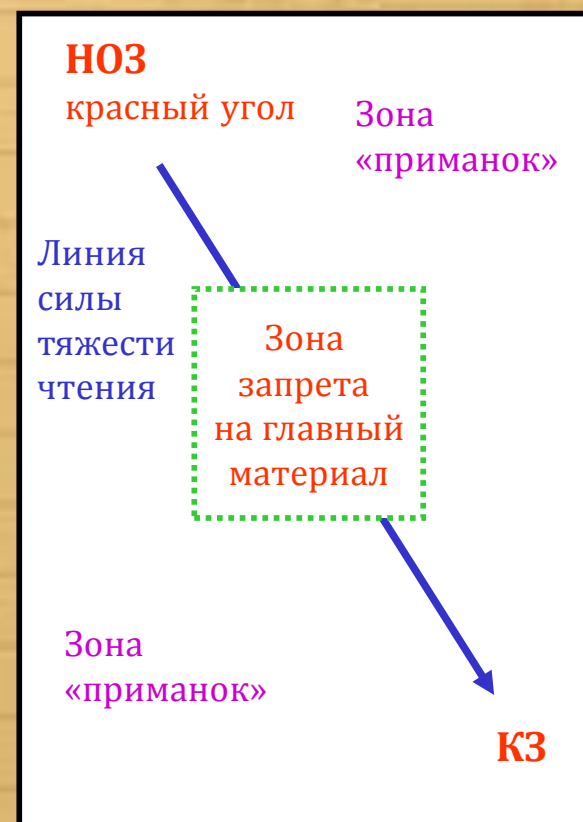 НОЗ
красный угол
Зона
«приманок»
Линия
силы
тяжести
чтения
Зона
запрета
на главный
материал
Зона
«приманок»
КЗ